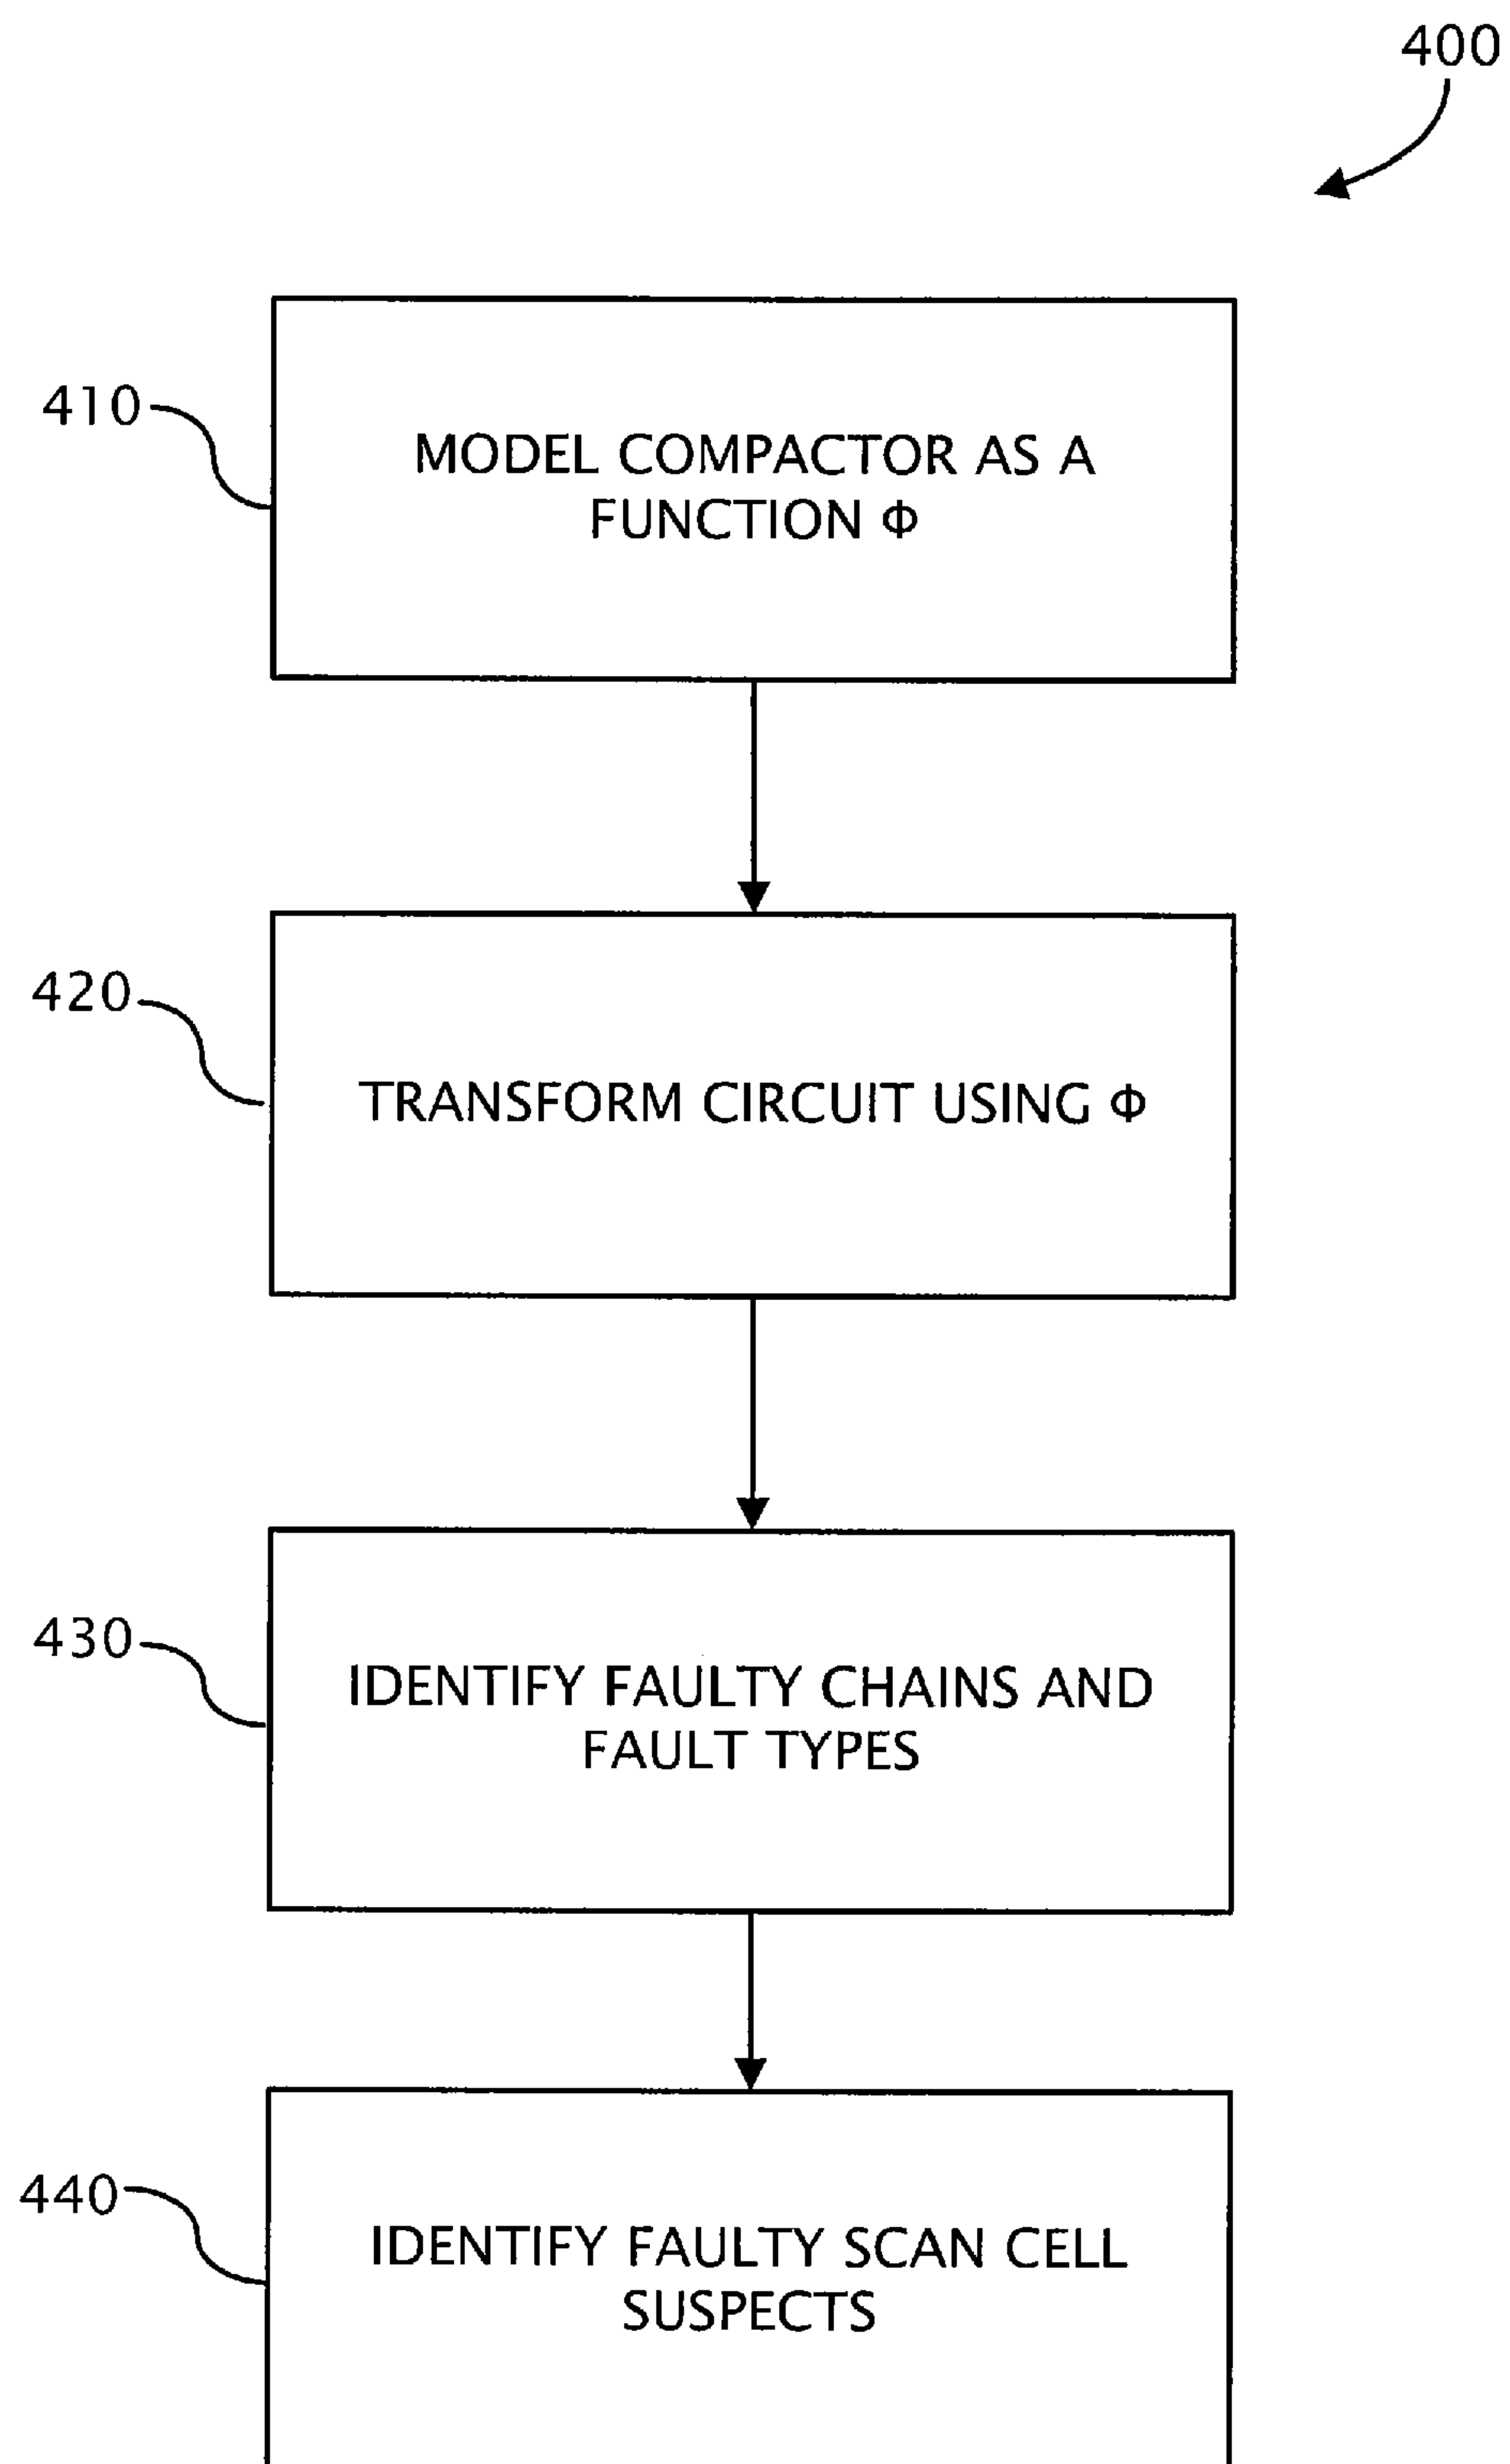 400
410
MODEL COMPACTOR AS A
FUNCTION Φ
420
TRANSFORM CIRCUIT USING Φ
430
IDENTIFY FAULTY CHAINS AND
FAULT TYPES
440
IDENTIFY FAULTY SCAN CELL
SUSPECTS